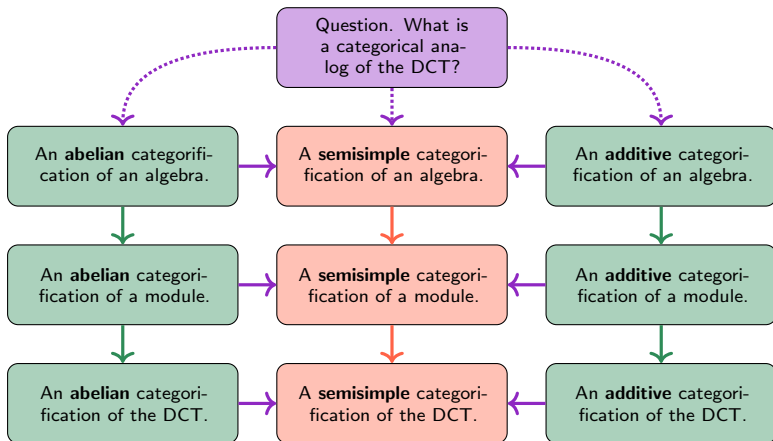 Question. What is
a categorical ana-
log of the DCT?
An abelian categorifi-
cation of an algebra.
A semisimple categori-
fication of an algebra.
An additive categori-
fication of an algebra.
An abelian categori-
fication of a module.
A semisimple categori-
fication of a module.
An additive categori-
fication of a module.
An abelian categori-
fication of the DCT.
A semisimple categori-
fication of the DCT.
An additive categori-
fication of the DCT.